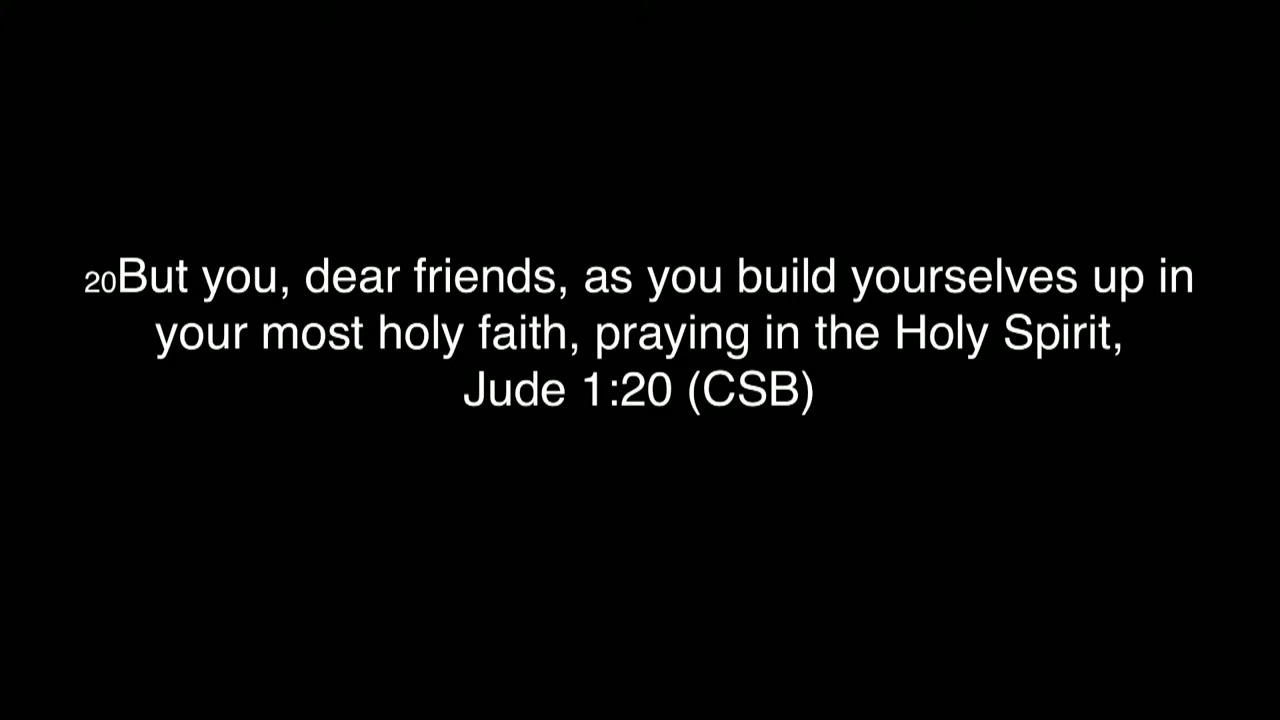 20But you, dear friends, as you build yourselves up in
your most holy faith, praying in the Holy Spirit,
Jude 1:20 (CSB)